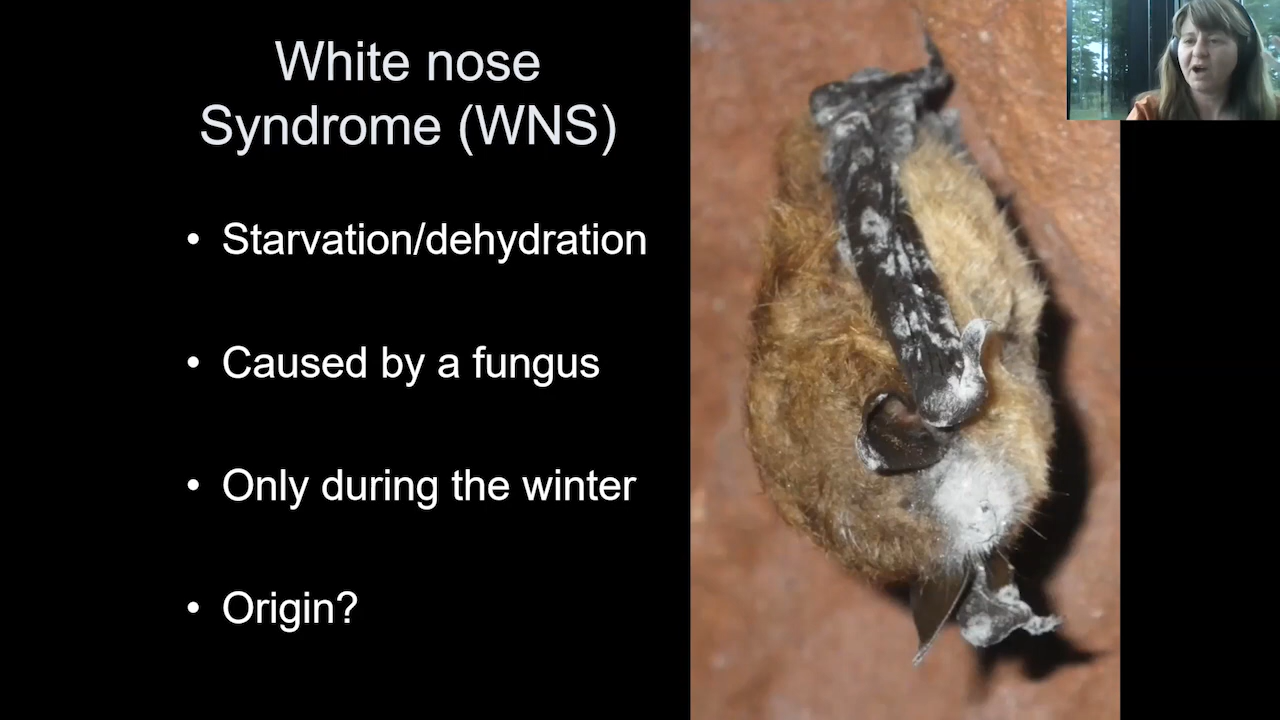 White nose
Syndrome (WNS)
• Starvation/dehydration
• Caused by a fungus
• Only during the winter
• Origin?